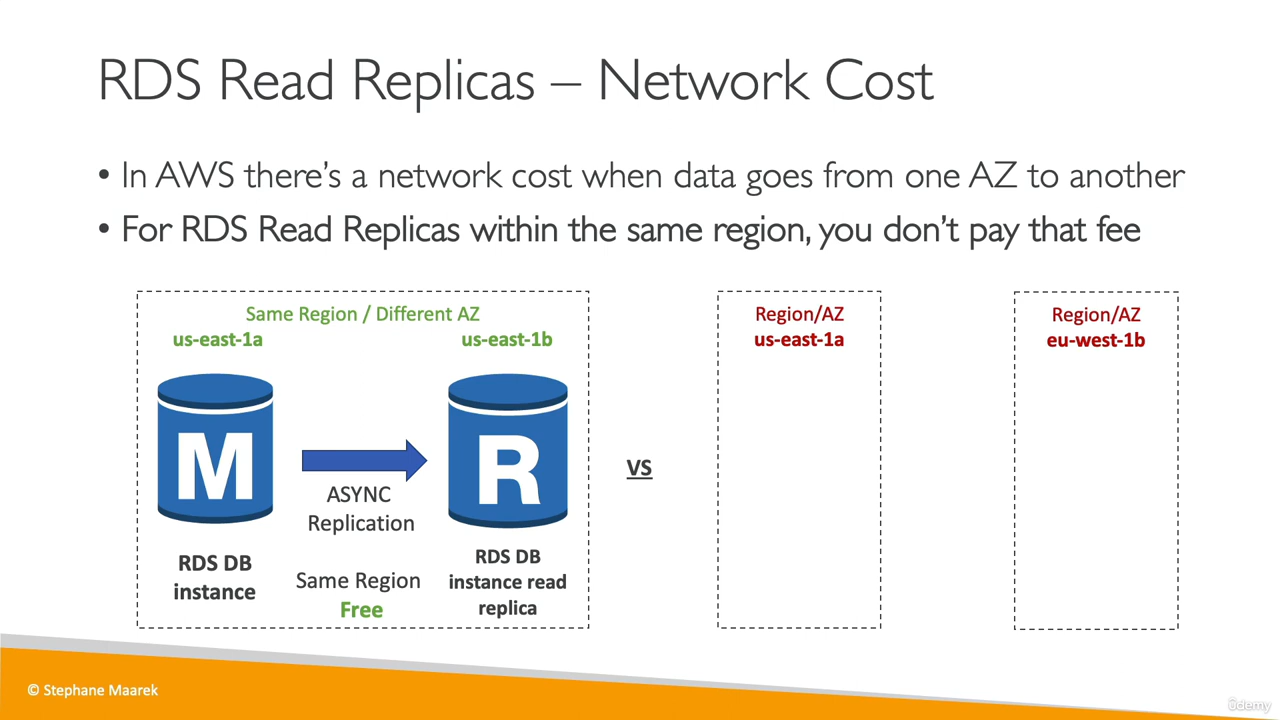 RDS Read Replicas – Network Cost
• In AWS there's a network cost when data goes from one AZ to another
• For RDS Read Replicas within the same region, you don't pay that fee
Same Region / Different AZ
us-east-1a
us-east-1b
M
ASYNC
Replication
R
RDS DB
instance
Same Region
Free
RDS DB
instance read
replica
VS
Region/AZ
us-east-1a
Region/AZ
eu-west-1b
© Stephane Maarek
ûdemy